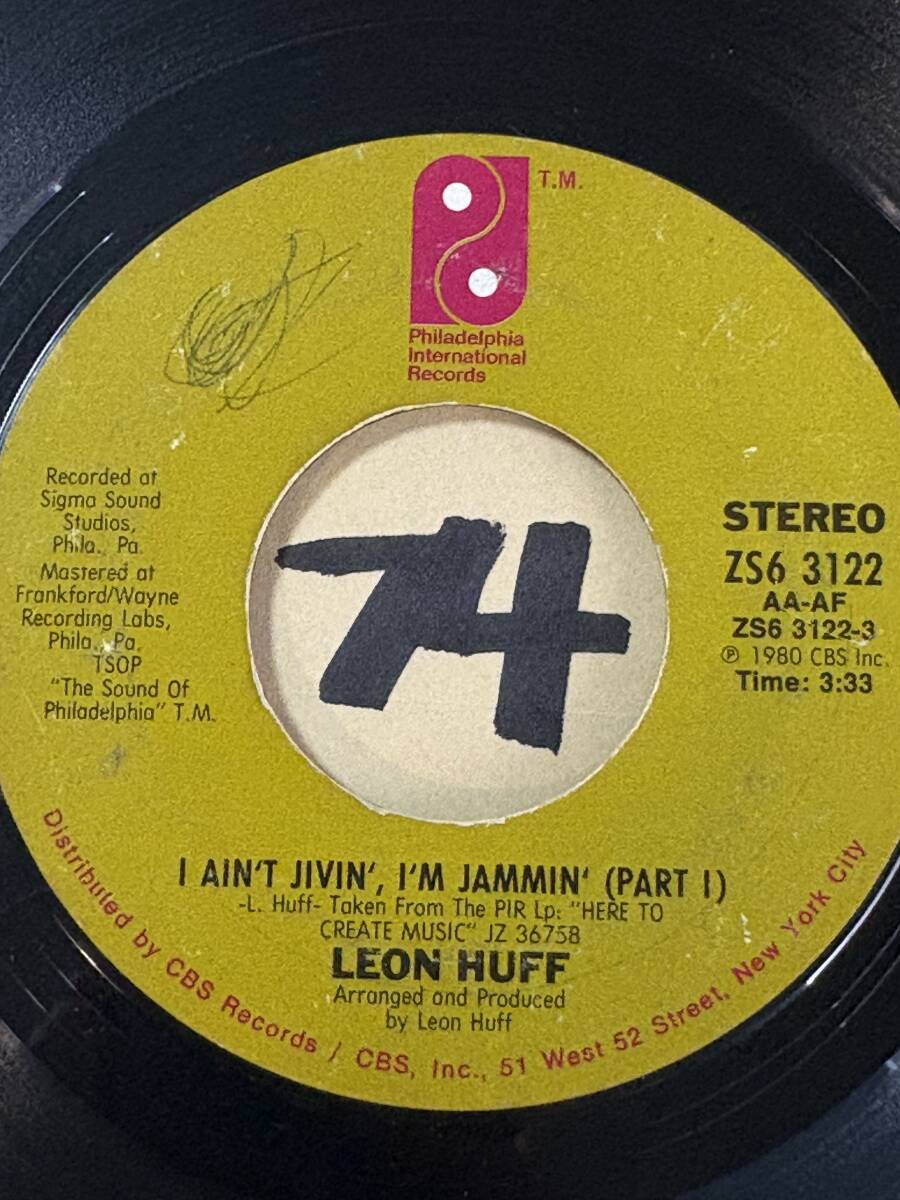 T.M.
Philadelphia
International
Records
Recorded at
Sigma Sound
Studios,
Phila., Pa.
Mastered at
Frankford/Wayne
Recording Labs,
Phila., Pa.
TSOP
"The Sound Of
Philadelphia" T.M.
STEREO
ZS6 3122
AA-AF
ZS6 3122-3
℗ 1980 CBS Inc.
Time: 3:33
I AIN'T JIVIN', I'M JAMMIN' (PART I)
-L. Huff- Taken From The PIR Lp: "HERE TO
CREATE MUSIC" JZ 36758
LEON HUFF
Arranged and Produced
by Leon Huff
Distributed by CBS Records / CBS, Inc., 51 West 52 Street, New York City